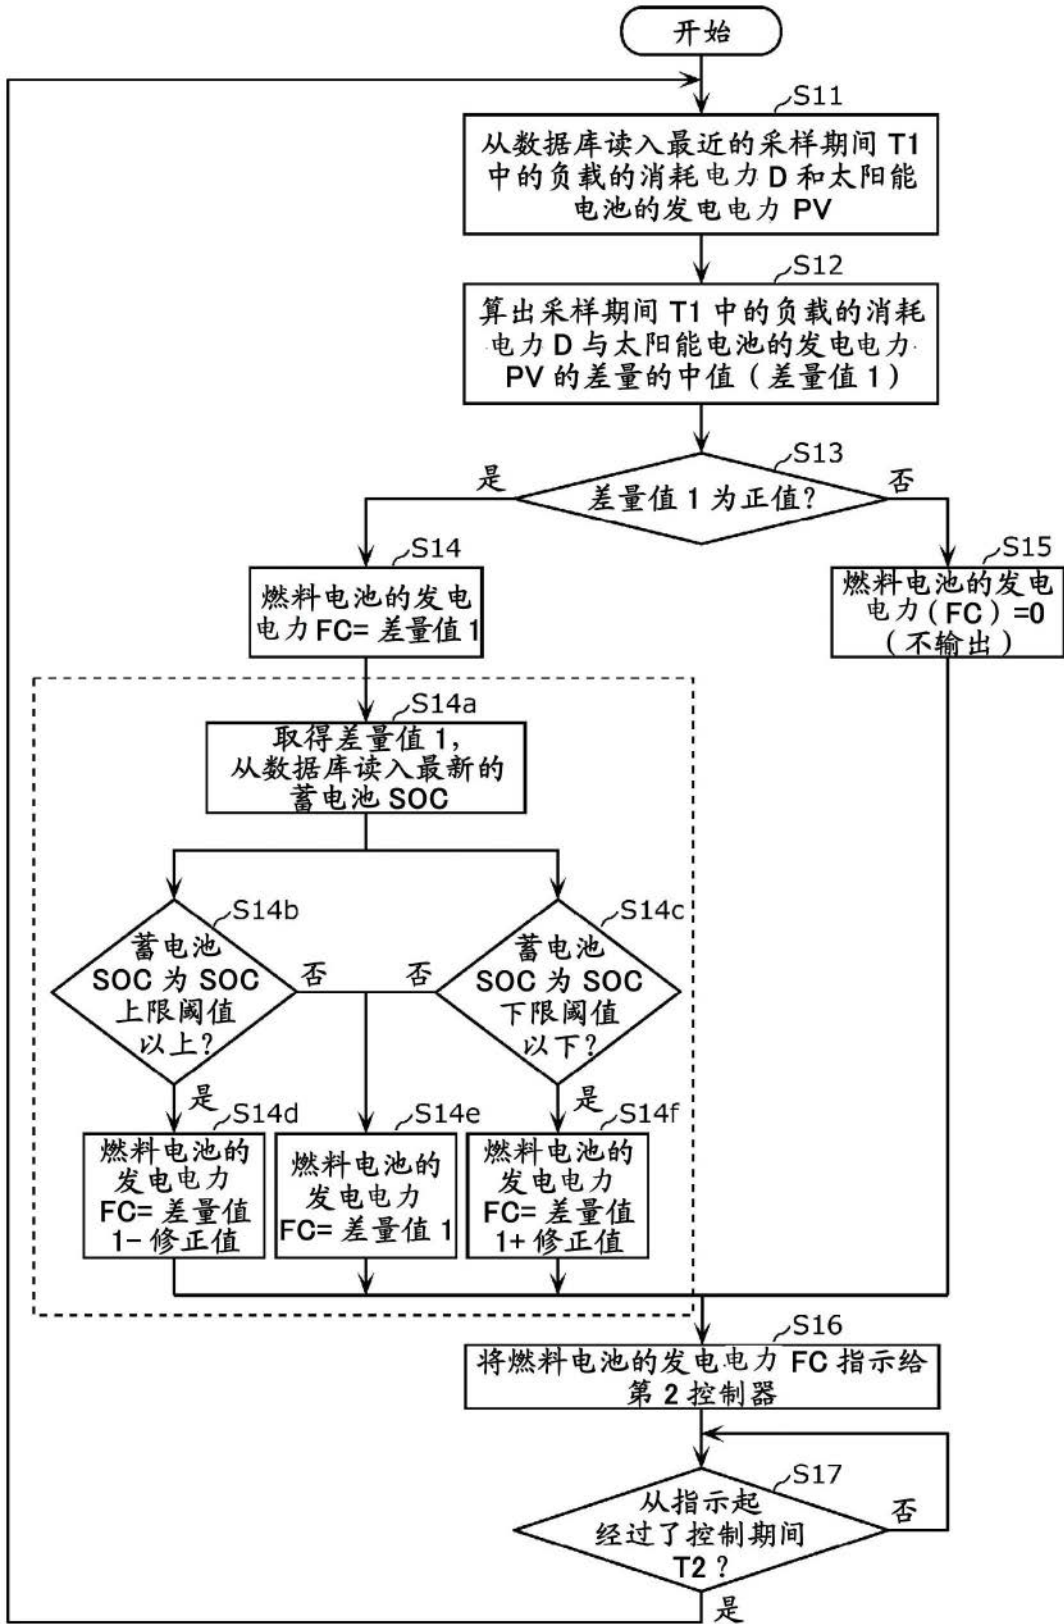 开始
S11
从数据库读入最近的采样期间 T1
中的负载的消耗电力 D 和太阳能
电池的发电电力 PV
S12
算出采样期间 T1 中的负载的消耗
电力 D 与太阳能电池的发电电力
PV 的差量的中值(差量值 1)
S13
差量值 1 为正值?
是
否
S14
燃料电池的发电
电力 FC= 差量值 1
S15
燃料电池的发电
电力(FC)=0
(不输出)
S14a
取得差量值 1,
从数据库读入最新的
蓄电池 SOC
S14b
蓄电池
SOC 为 SOC
上限阈值
以上?
否
是
S14c
蓄电池
SOC 为 SOC
下限阈值
以下?
否
是
S14d
燃料电池的
发电电力
FC= 差量值
1- 修正值
S14e
燃料电池的
发电电力
FC= 差量值 1
S14f
燃料电池的
发电电力
FC= 差量值
1+ 修正值
S16
将燃料电池的发电电力 FC 指示给
第 2 控制器
S17
从指示起
经过了控制期间
T2 ?
否
是